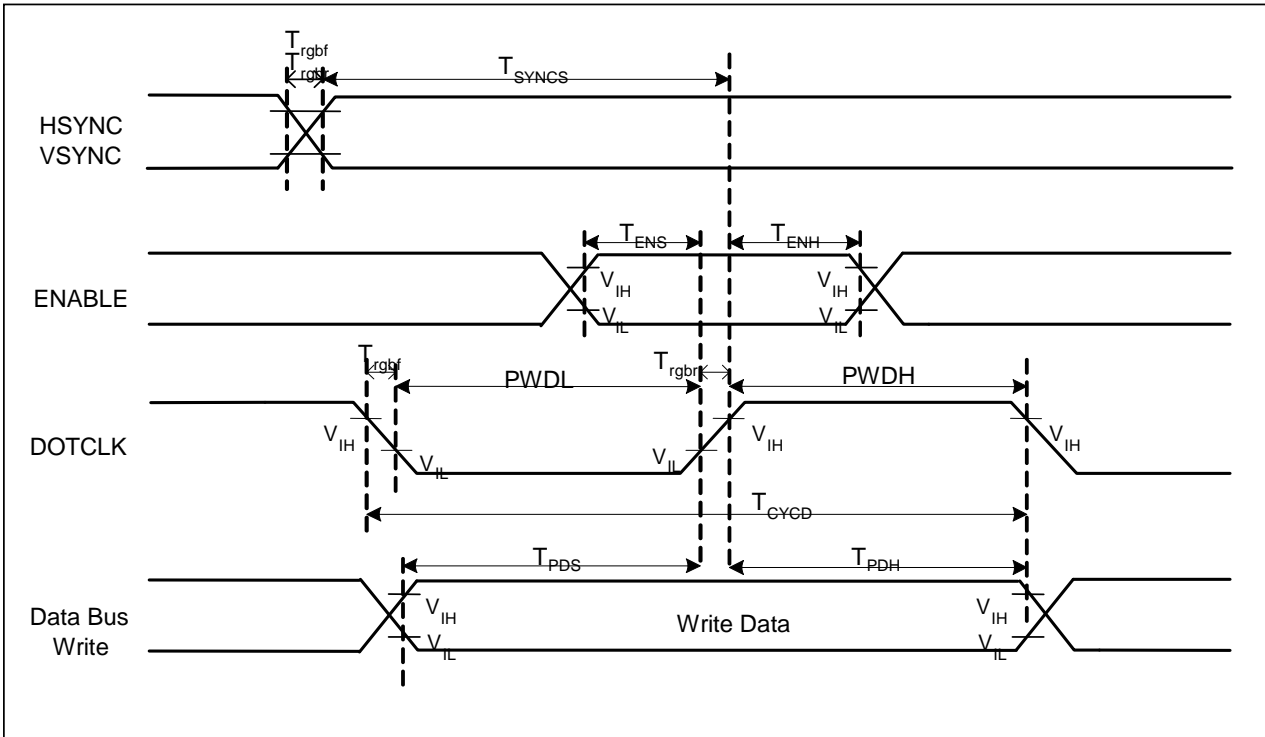 Trgbf
Trgbr
TSYNCS
HSYNC
VSYNC
TENS
TENH
VIH
VIH
ENABLE
VIL
VIL
Trgbf
Trgbr
PWDL
PWDH
VIH
VIH
VIH
DOTCLK
VIL
VIL
TCYCD
TPDS
TPDH
VIH
VIH
Data Bus
Write
Write Data
VIL
VIL